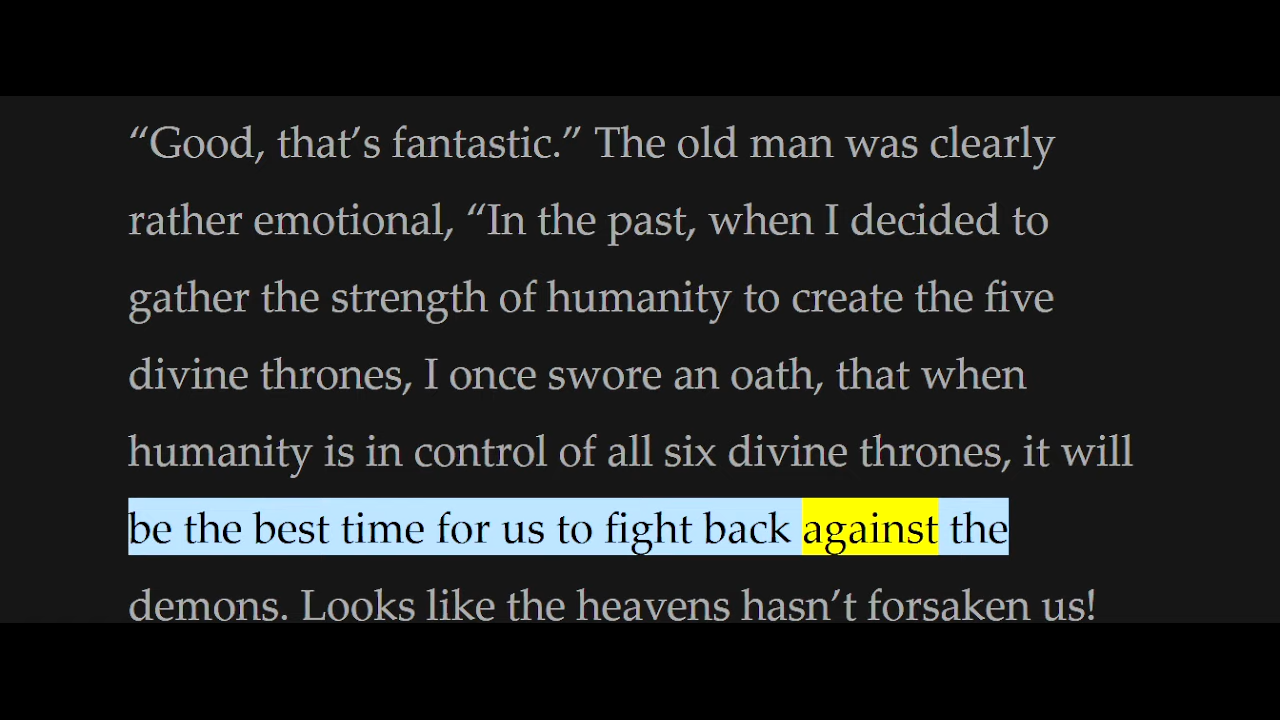 “Good, that’s fantastic.” The old man was clearly
rather emotional, “In the past, when I decided to
gather the strength of humanity to create the five
divine thrones, I once swore an oath, that when
humanity is in control of all six divine thrones, it will
be the best time for us to fight back against the
demons. Looks like the heavens hasn’t forsaken us!